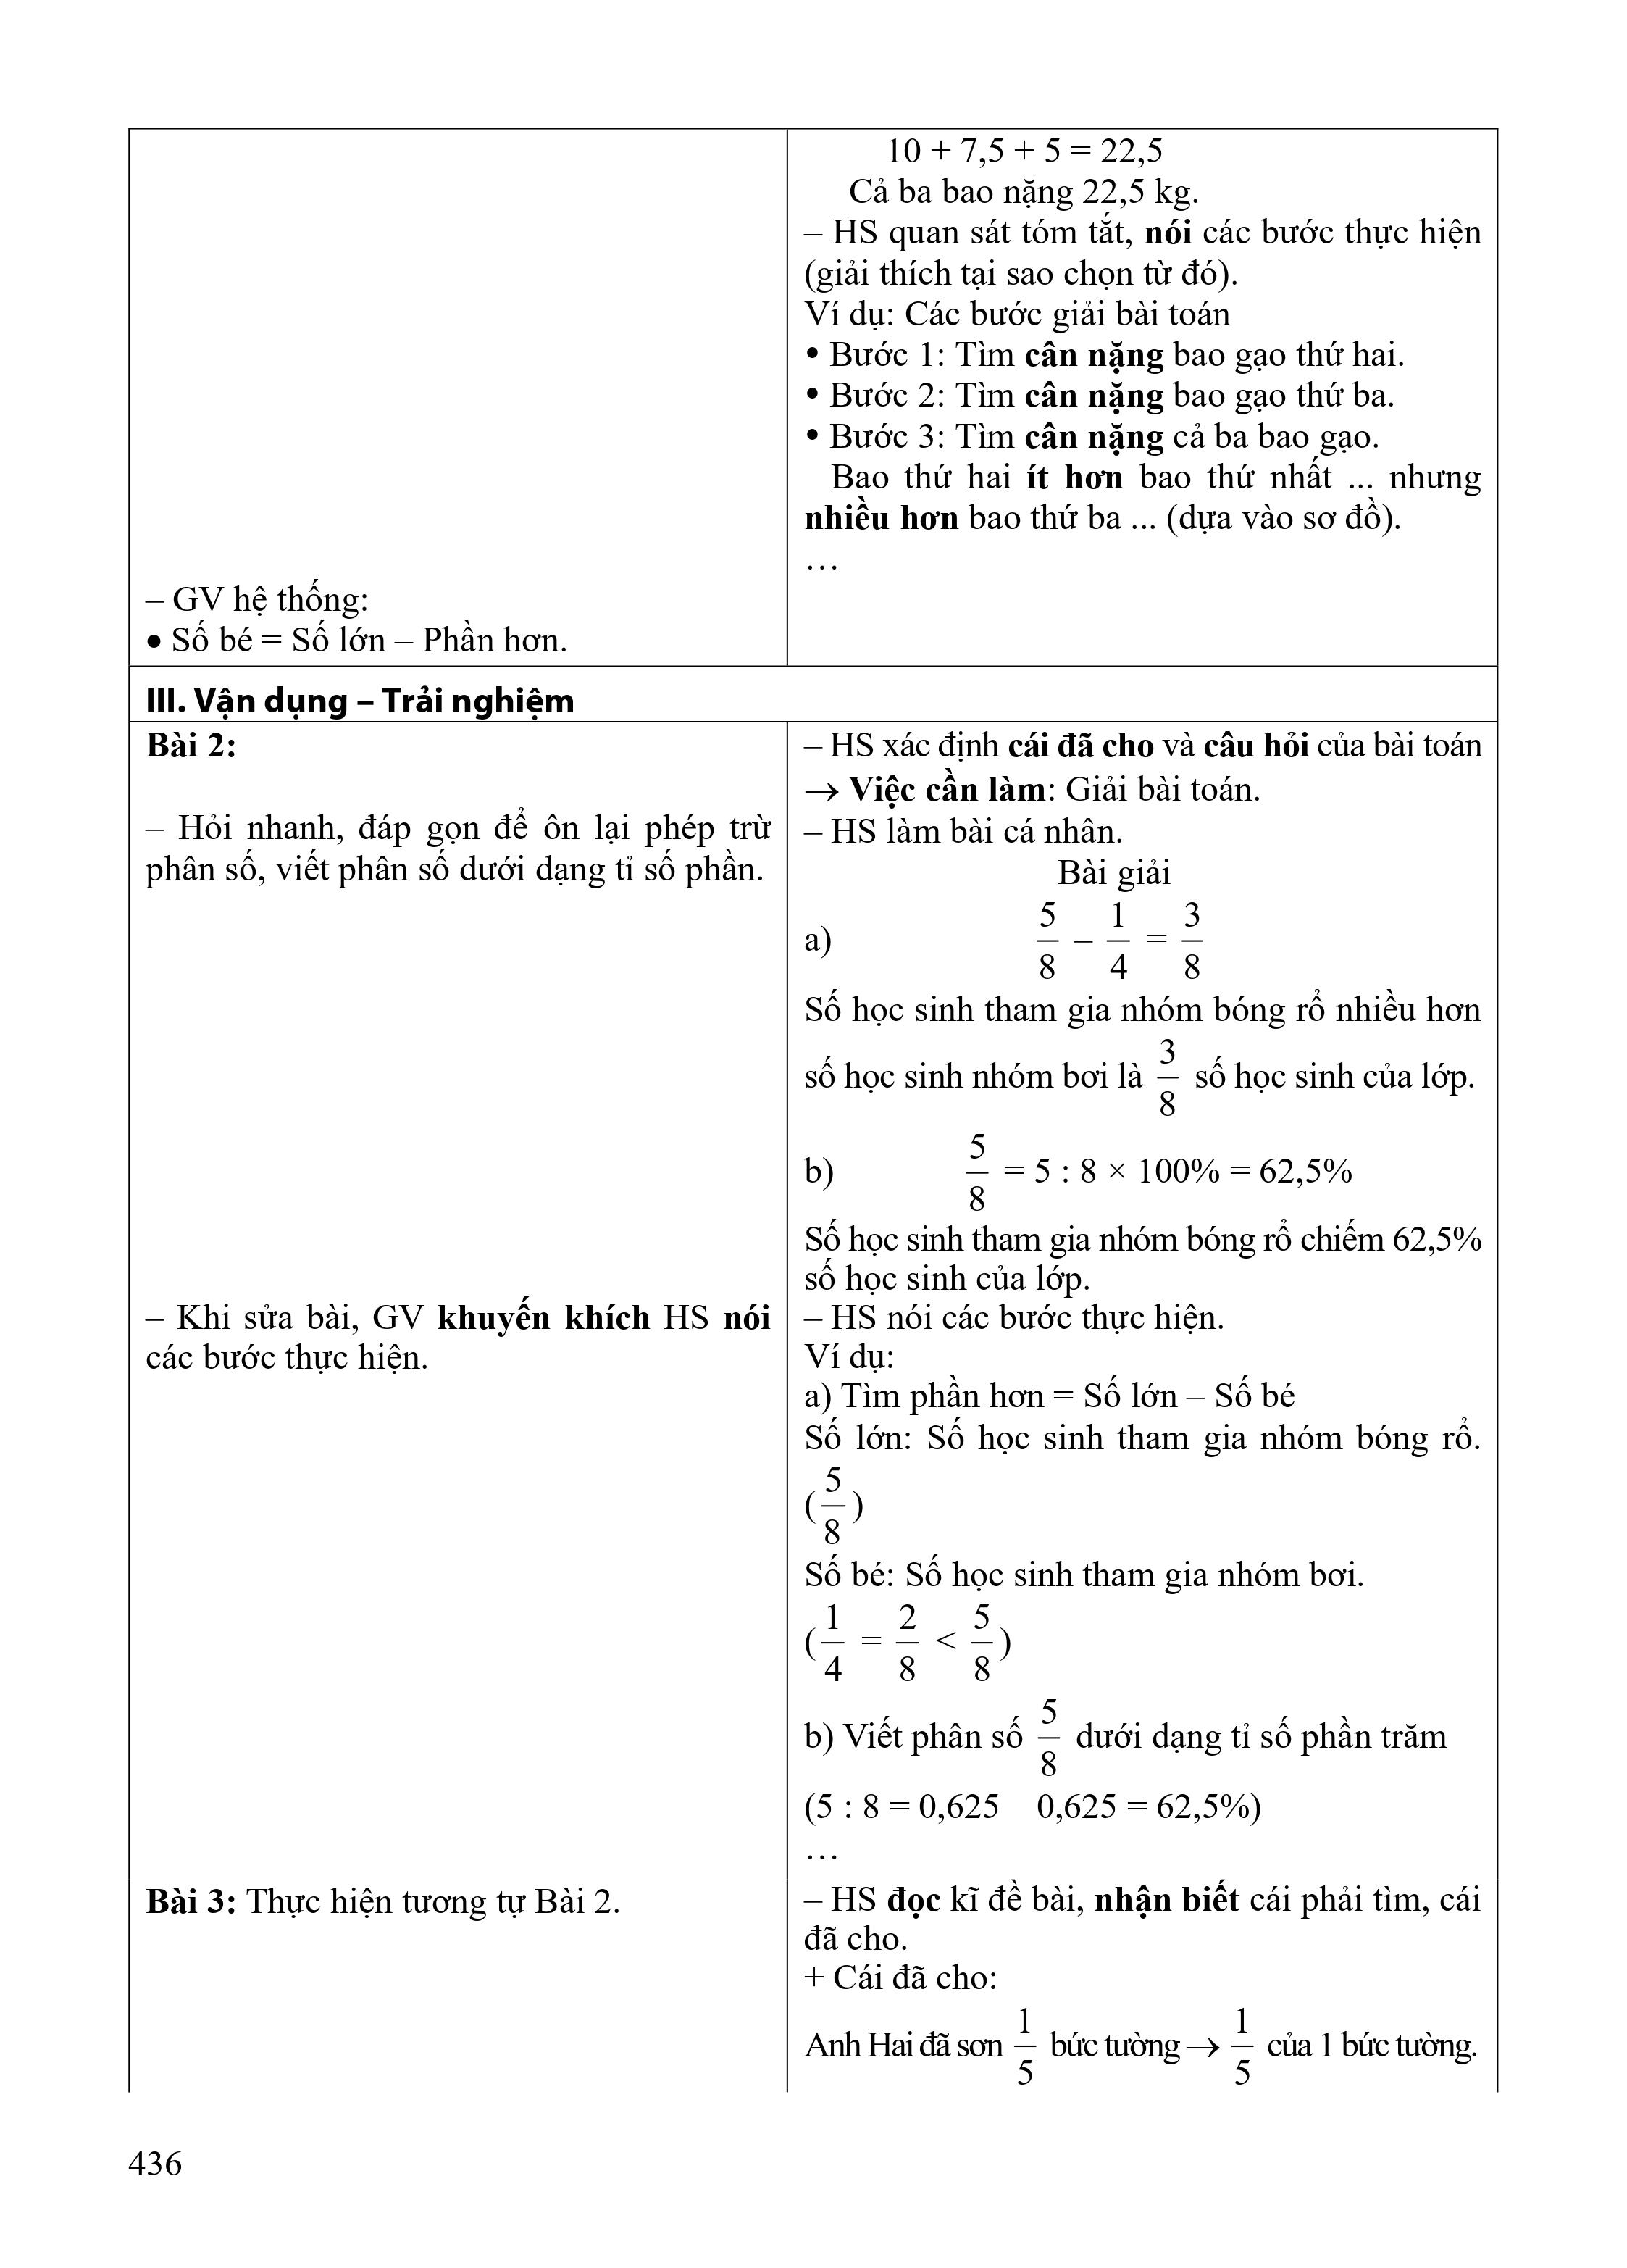 10 + 7,5 + 5 = 22,5
Cả ba bao nặng 22,5 kg.
– HS quan sát tóm tắt, nói các bước thực hiện
(giải thích tại sao chọn từ đó).
Ví dụ: Các bước giải bài toán
• Bước 1: Tìm cân nặng bao gạo thứ hai.
• Bước 2: Tìm cân nặng bao gạo thứ ba.
• Bước 3: Tìm cân nặng cả ba bao gạo.
Bao thứ hai ít hơn bao thứ nhất ... nhưng
nhiều hơn bao thứ ba ... (dựa vào sơ đồ).
…
– GV hệ thống:
• Số bé = Số lớn – Phần hơn.
III. Vận dụng – Trải nghiệm
Bài 2:
– Hỏi nhanh, đáp gọn để ôn lại phép trừ
phân số, viết phân số dưới dạng tỉ số phần.
– Khi sửa bài, GV khuyến khích HS nói
các bước thực hiện.
– HS xác định cái đã cho và câu hỏi của bài toán
→ Việc cần làm: Giải bài toán.
– HS làm bài cá nhân.
Bài giải
a) 5/8 – 1/4 = 3/8
Số học sinh tham gia nhóm bóng rổ nhiều hơn
số học sinh nhóm bơi là 3/8 số học sinh của lớp.
b) 5/8 = 5 : 8 × 100% = 62,5%
Số học sinh tham gia nhóm bóng rổ chiếm 62,5%
số học sinh của lớp.
– HS nói các bước thực hiện.
Ví dụ:
a) Tìm phần hơn = Số lớn – Số bé
Số lớn: Số học sinh tham gia nhóm bóng rổ.
(5/8)
Số bé: Số học sinh tham gia nhóm bơi.
(1/4 = 2/8 < 5/8)
b) Viết phân số 5/8 dưới dạng tỉ số phần trăm
(5 : 8 = 0,625 0,625 = 62,5%)
…
Bài 3: Thực hiện tương tự Bài 2.
– HS đọc kĩ đề bài, nhận biết cái phải tìm, cái
đã cho.
+ Cái đã cho:
Anh Hai đã sơn 1/5 bức tường → 1/5 của 1 bức tường.
436